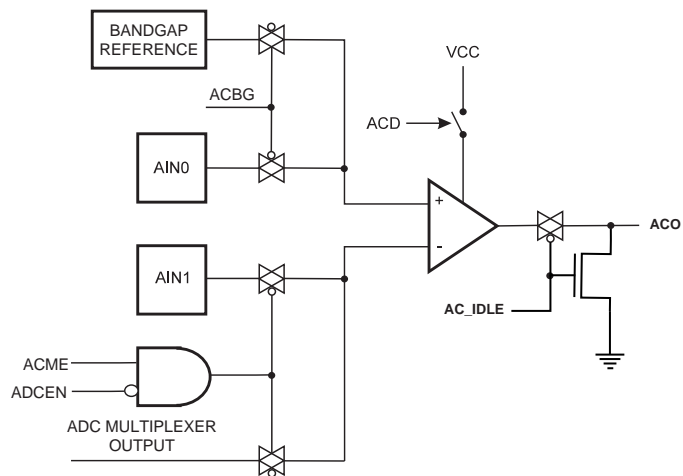 BANDGAP
REFERENCE
VCC
ACBG
ACD
AIN0
+
-
ACO
AIN1
AC_IDLE
ACME
ADCEN
ADC MULTIPLEXER
OUTPUT